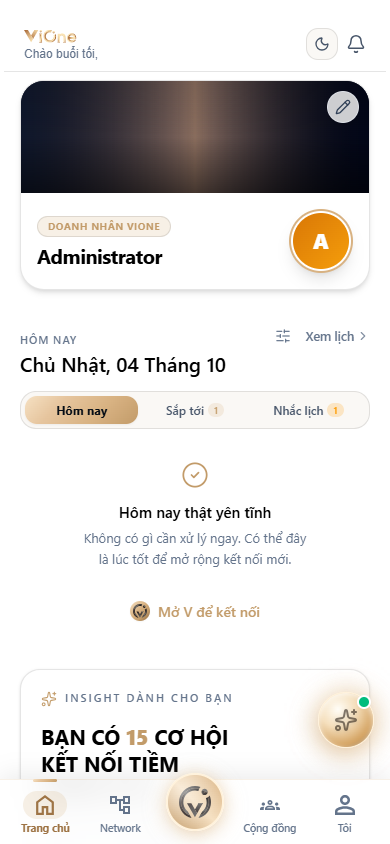 ViOne
Chào buổi tối,
DOANH NHÂN VIONE
Administrator
A
HÔM NAY
Xem lịch
Chủ Nhật, 04 Tháng 10
Hôm nay
Sắp tới 1
Nhắc lịch 1
Hôm nay thật yên tĩnh
Không có gì cần xử lý ngay. Có thể đây
là lúc tốt để mở rộng kết nối mới.
Mở V để kết nối
INSIGHT DÀNH CHO BẠN
BẠN CÓ 15 CƠ HỘI
KẾT NỐI TIỀM
Trang chủ
Network
Cộng đồng
Tôi